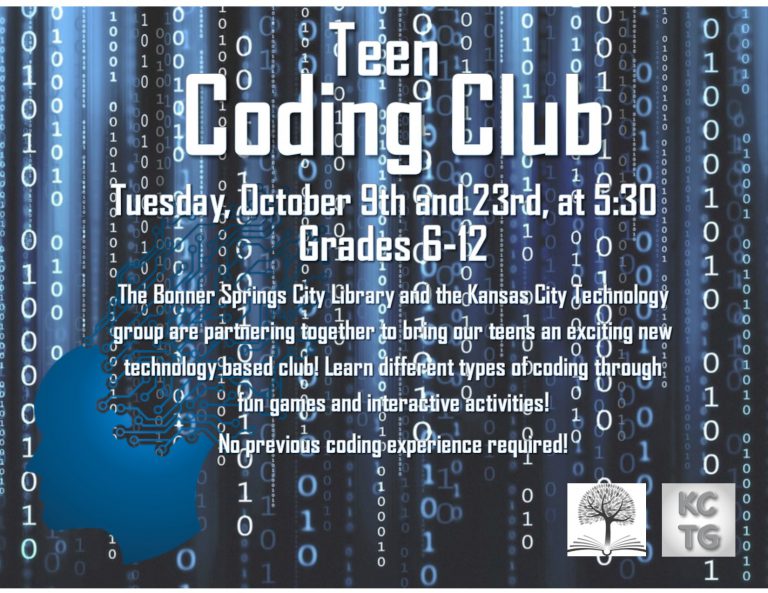 Teen
Coding Club
Tuesday, October 9th and 23rd, at 5:30
Grades 6-12
The Bonner Springs City Library and the Kansas City Technology
group are partnering together to bring our teens an exciting new
technology based club! Learn different types of coding through
fun games and interactive activities!
No previous coding experience required!
KC
TG